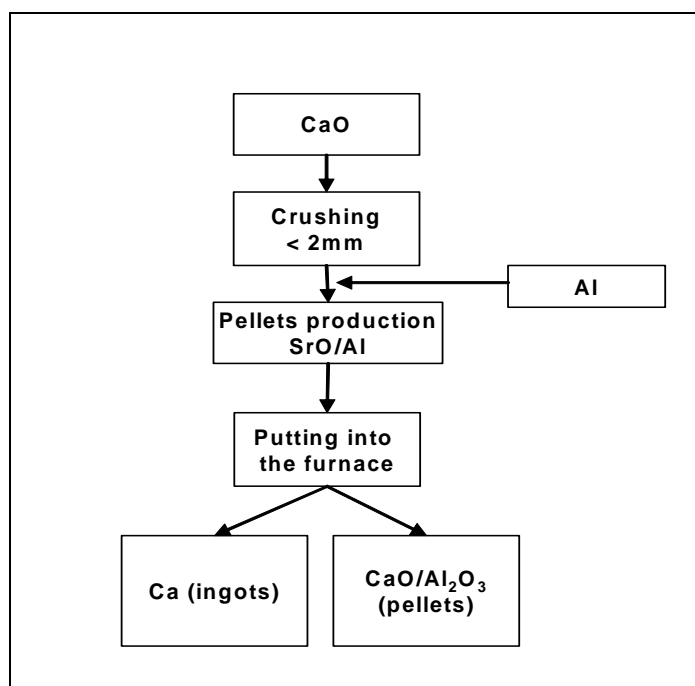 CaO
Crushing
< 2mm
Al
Pellets production
SrO/Al
Putting into
the furnace
Ca (ingots)
CaO/Al₂O₃
(pellets)